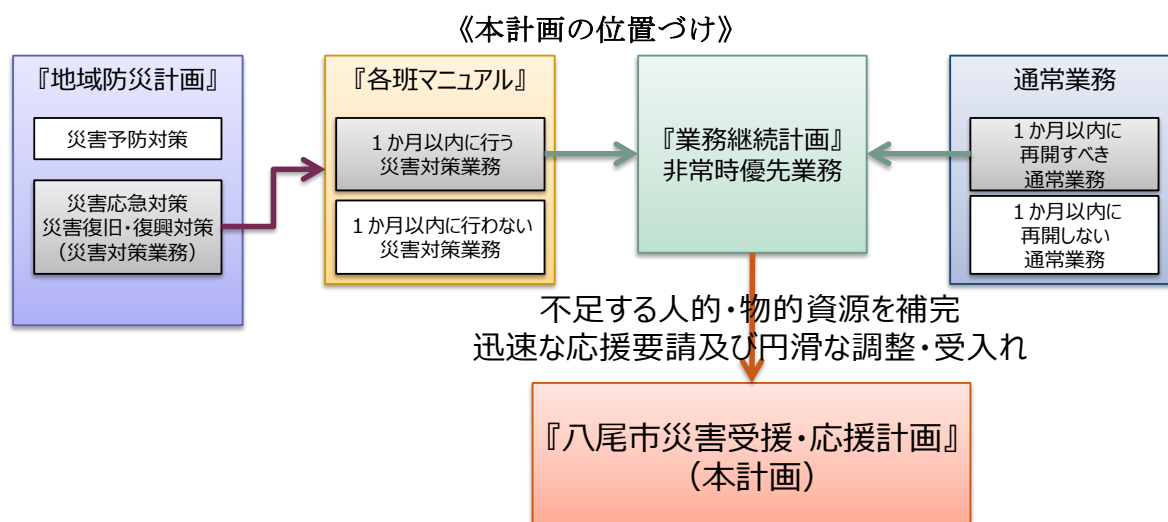 《本計画の位置づけ》
『地域防災計画』
災害予防対策
災害応急対策
災害復旧・復興対策
（災害対策業務）
『各班マニュアル』
１か月以内に行う
災害対策業務
１か月以内に行わない
災害対策業務
『業務継続計画』
非常時優先業務
通常業務
１か月以内に
再開すべき
通常業務
１か月以内に
再開しない
通常業務
不足する人的・物的資源を補完
迅速な応援要請及び円滑な調整・受入れ
『八尾市災害受援・応援計画』
（本計画）